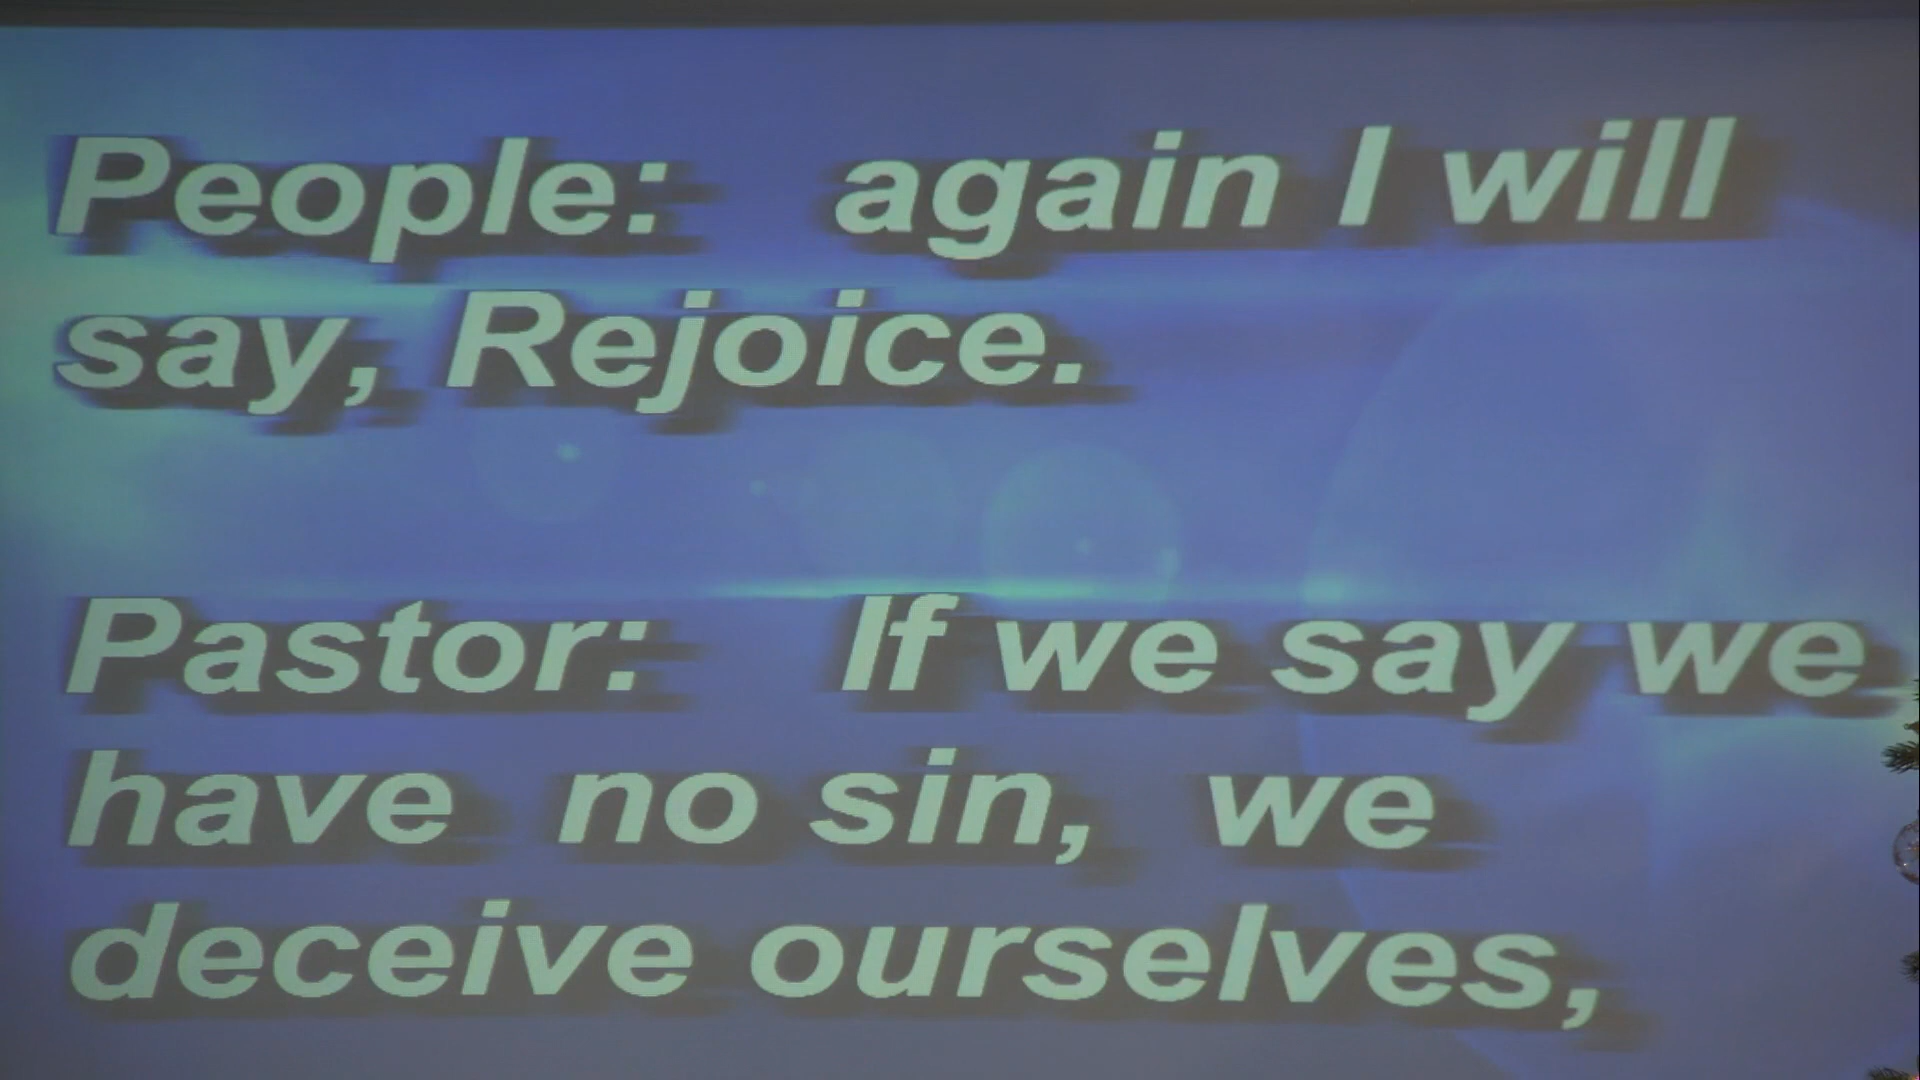 People: again I will
say, Rejoice.
Pastor: If we say we
have no sin, we
deceive ourselves,